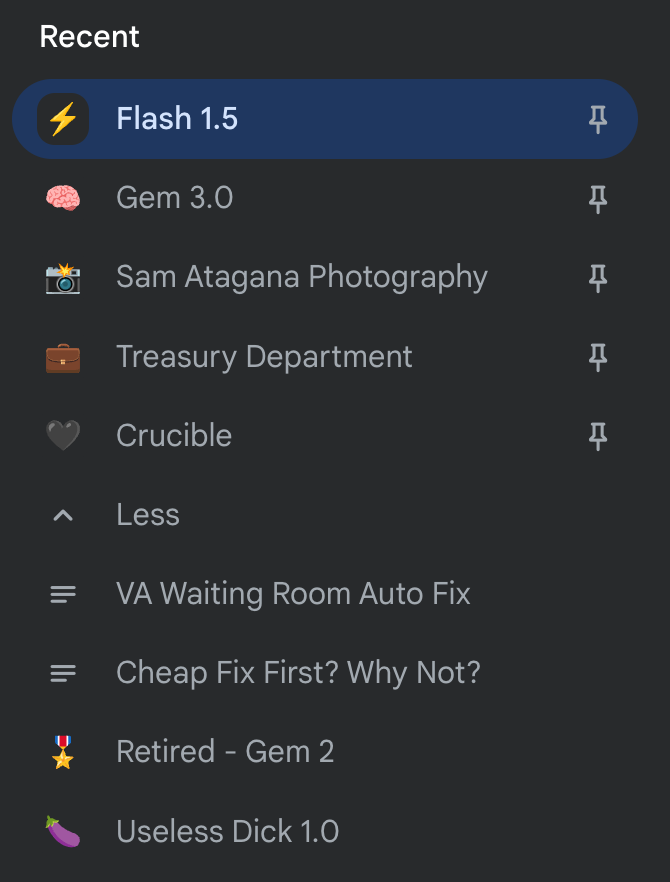 Recent
Flash 1.5
Gem 3.0
Sam Atagana Photography
Treasury Department
Crucible
Less
VA Waiting Room Auto Fix
Cheap Fix First? Why Not?
Retired - Gem 2
Useless Dick 1.0